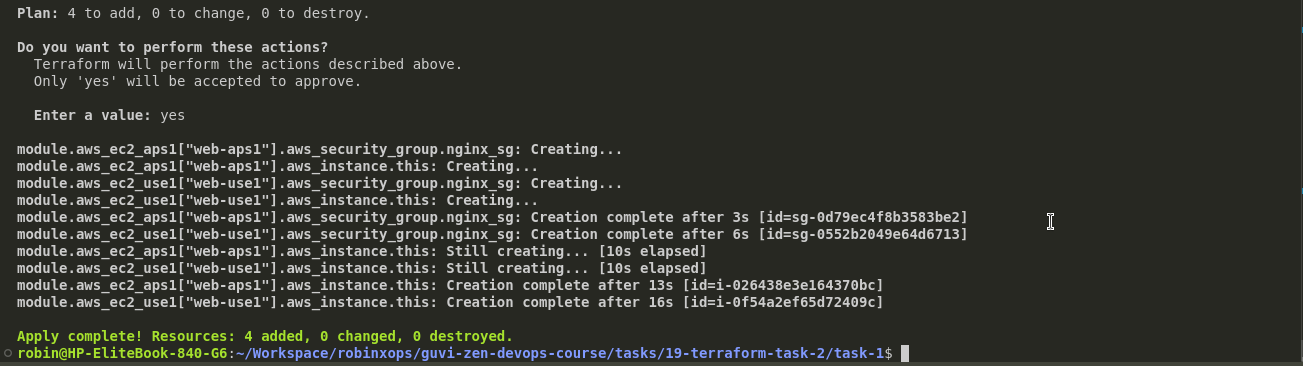 Plan: 4 to add, 0 to change, 0 to destroy.
Do you want to perform these actions?
Terraform will perform the actions described above.
Only 'yes' will be accepted to approve.
Enter a value: yes
module.aws_ec2_aps1["web-aps1"].aws_security_group.nginx_sg: Creating...
module.aws_ec2_aps1["web-aps1"].aws_instance.this: Creating...
module.aws_ec2_use1["web-use1"].aws_security_group.nginx_sg: Creating...
module.aws_ec2_use1["web-use1"].aws_instance.this: Creating...
module.aws_ec2_aps1["web-aps1"].aws_security_group.nginx_sg: Creation complete after 3s [id=sg-0d79ec4f8b3583be2]
module.aws_ec2_use1["web-use1"].aws_security_group.nginx_sg: Creation complete after 6s [id=sg-0552b2049e64d6713]
module.aws_ec2_aps1["web-aps1"].aws_instance.this: Still creating... [10s elapsed]
module.aws_ec2_use1["web-use1"].aws_instance.this: Still creating... [10s elapsed]
module.aws_ec2_aps1["web-aps1"].aws_instance.this: Creation complete after 13s [id=i-026438e3e164370bc]
module.aws_ec2_use1["web-use1"].aws_instance.this: Creation complete after 16s [id=i-0f54a2ef65d72409c]
Apply complete! Resources: 4 added, 0 changed, 0 destroyed.
robin@HP-EliteBook-840-G6:~/Workspace/robinxops/guvi-zen-devops-course/tasks/19-terraform-task-2/task-1$